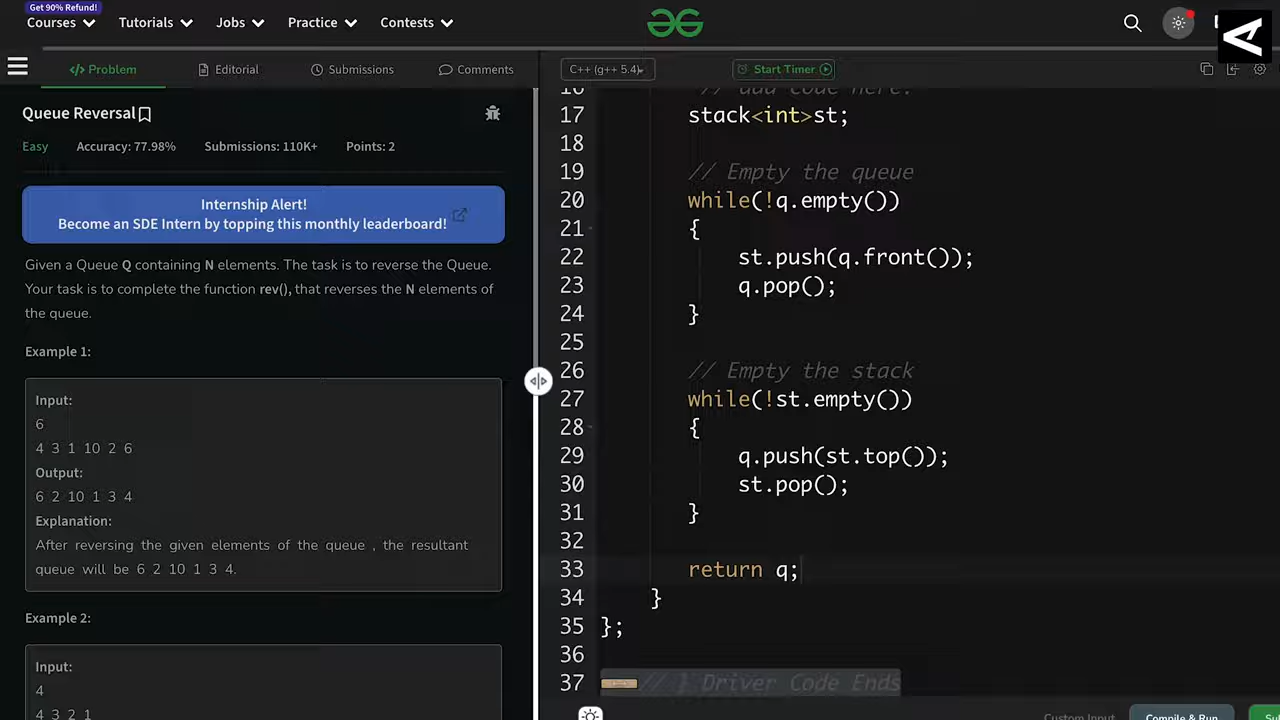 Get 90% Refund!
Courses
Tutorials
Jobs
Practice
Contests
Problem
Editorial
Submissions
Comments
Queue Reversal
Easy
Accuracy: 77.98%
Submissions: 110K+
Points: 2
Internship Alert!
Become an SDE Intern by topping this monthly leaderboard!
Given a Queue Q containing N elements. The task is to reverse the Queue.
Your task is to complete the function rev(), that reverses the N elements of
the queue.
Example 1:
Input:
6
4 3 1 10 2 6
Output:
6 2 10 1 3 4
Explanation:
After reversing the given elements of the queue , the resultant
queue will be 6 2 10 1 3 4.
Example 2:
Input:
4
4 3 2 1
C++ (g++ 5.4)
Start Timer
16 // add code here.
17 stack<int>st;
18
19 // Empty the queue
20 while(!q.empty())
21 {
22 st.push(q.front());
23 q.pop();
24 }
25
26 // Empty the stack
27 while(!st.empty())
28 {
29 q.push(st.top());
30 st.pop();
31 }
32
33 return q;
34 }
35 };
36
37 // } Driver Code Ends
Custom Input
Compile & Run